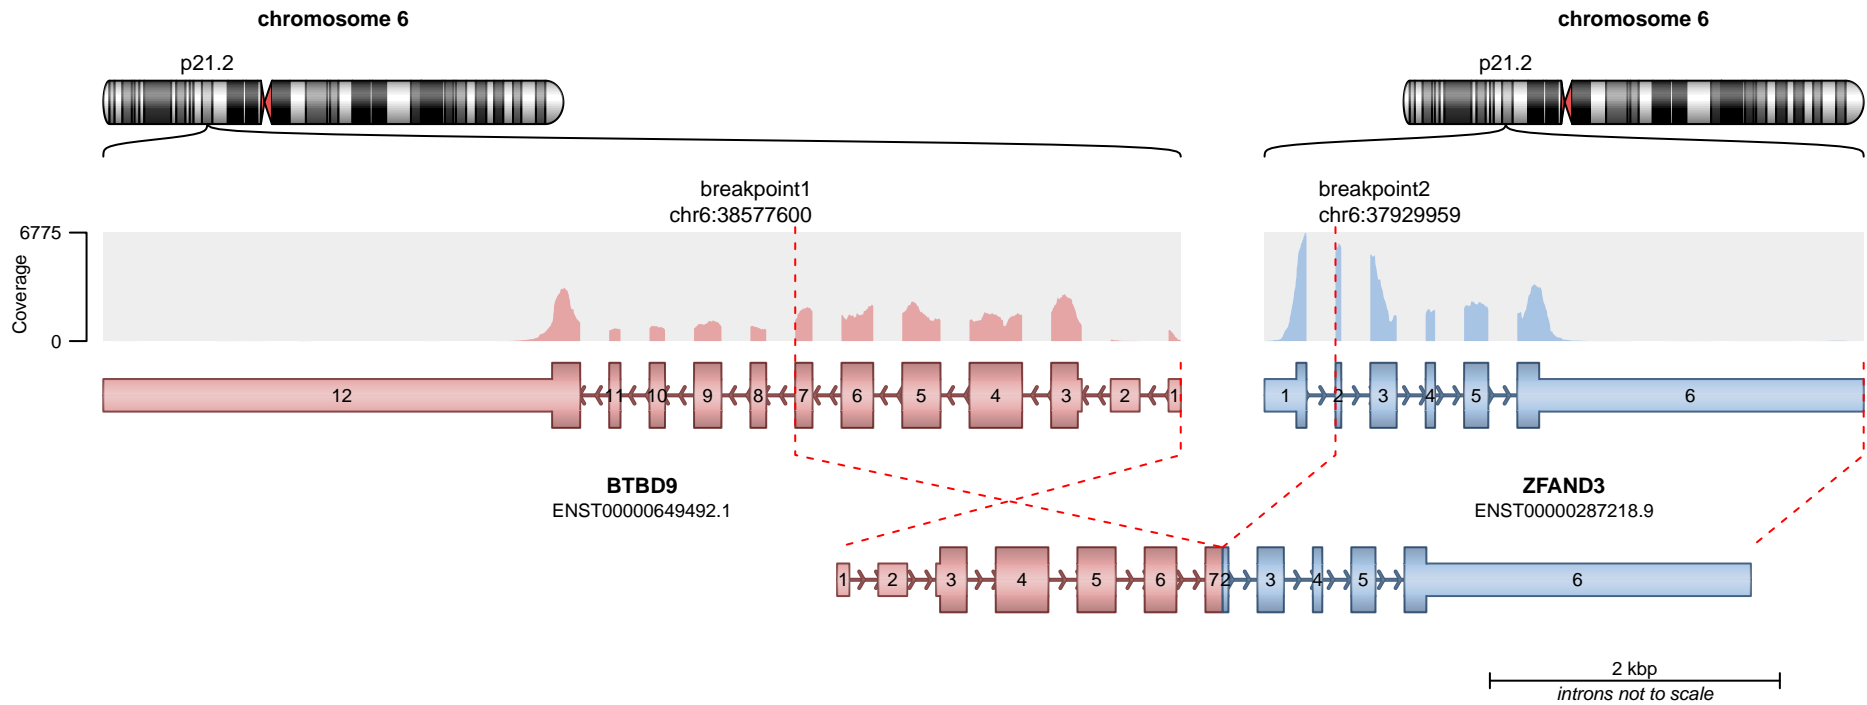 chromosome 6
chromosome 6
p21.2
p21.2
breakpoint1
chr6:38577600
breakpoint2
chr6:37929959
6775
Coverage
0
12 11 10 9 8 7 6 5 4 3 2 1
1 2 3 4 5 6
BTBD9
ENST00000649492.1
ZFAND3
ENST00000287218.9
1 2 3 4 5 6 7 2 3 4 5 6
2 kbp
introns not to scale